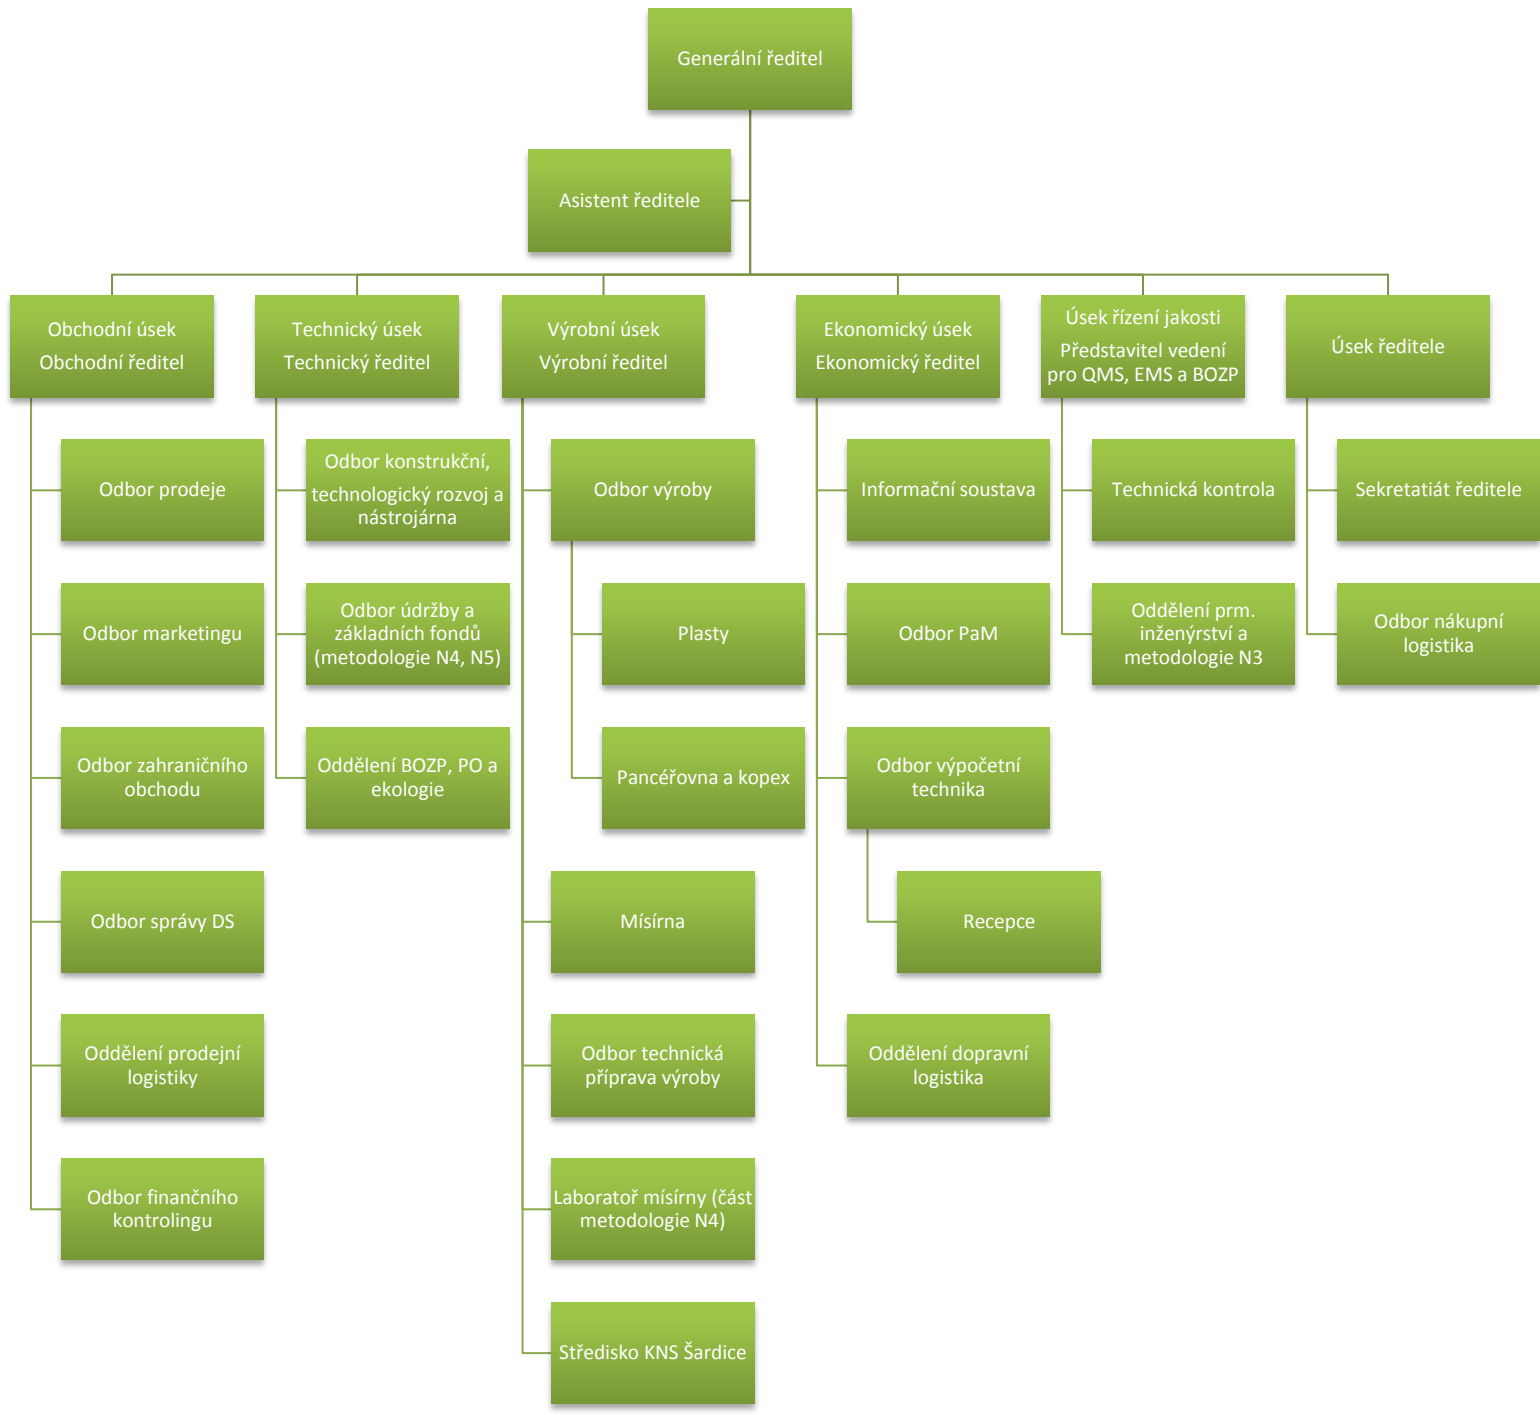 Generální ředitel
Asistent ředitele
Obchodní úsek
Obchodní ředitel
Technický úsek
Technický ředitel
Výrobní úsek
Výrobní ředitel
Ekonomický úsek
Ekonomický ředitel
Úsek řízení jakosti
Představitel vedení
pro QMS, EMS a BOZP
Úsek ředitele
Odbor prodeje
Odbor marketingu
Odbor zahraničního
obchodu
Odbor správy DS
Oddělení prodejní
logistiky
Odbor finančního
kontrolingu
Odbor konstrukční,
technologický rozvoj a
nástrojárna
Odbor údržby a
základních fondů
(metodologie N4, N5)
Oddělení BOZP, PO a
ekologie
Odbor výroby
Plasty
Pancéřovna a kopex
Mísírna
Odbor technická
příprava výroby
Laboratoř mísírny (část
metodologie N4)
Středisko KNS Šardice
Informační soustava
Odbor PaM
Odbor výpočetní
technika
Recepce
Oddělení dopravní
logistika
Technická kontrola
Oddělení prm.
inženýrství a
metodologie N3
Sekretatiát ředitele
Odbor nákupní
logistika